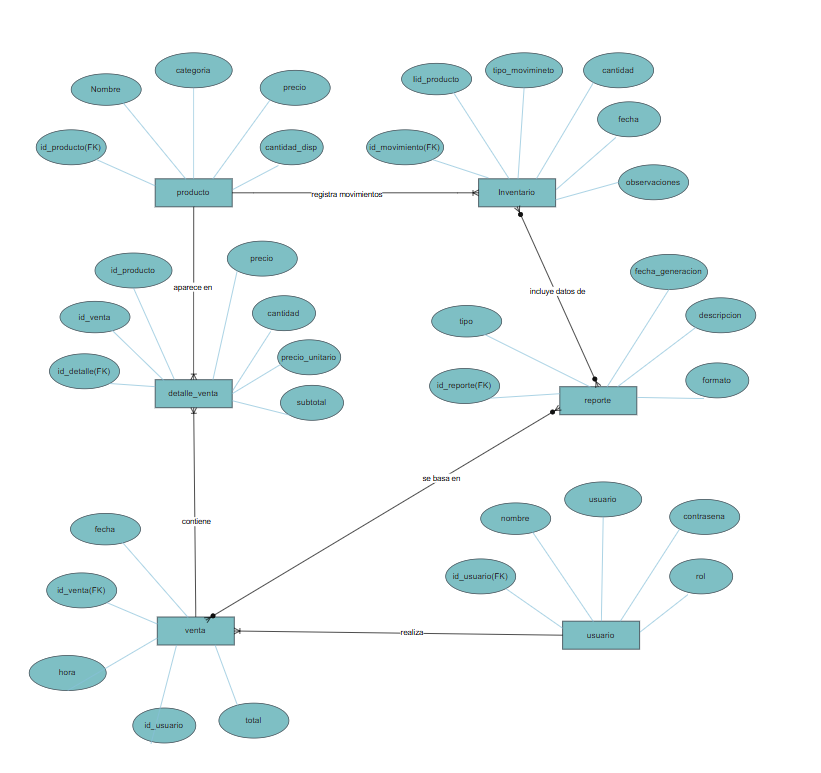 categoria
Nombre
precio
id_producto(FK)
cantidad_disp
producto
registra movimientos
Iid_producto
tipo_movimineto
cantidad
fecha
id_movimiento(FK)
observaciones
Inventario
aparece en
id_producto
precio
id_venta
cantidad
id_detalle(FK)
precio_unitario
subtotal
detalle_venta
incluye datos de
fecha_generacion
tipo
descripcion
id_reporte(FK)
formato
reporte
contiene
se basa en
fecha
id_venta(FK)
venta
hora
id_usuario
total
realiza
nombre
usuario
contrasena
id_usuario(FK)
rol
usuario